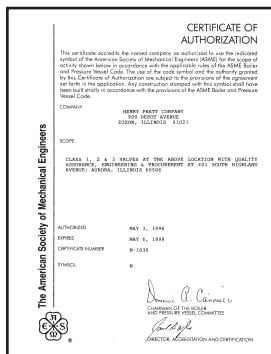 CERTIFICATE OF
AUTHORIZATION
This certificate accredits the named company as authorized to use the indicated
symbol of the American Society of Mechanical Engineers (ASME) for the scope of
activity shown below in accordance with the applicable rules of the ASME Boiler
and Pressure Vessel Code. The use of the code symbol and the authority granted
by this Certificate of Authorization are subject to the provisions of the agreement
set forth in the application. Any construction stamped with this symbol shall have
been built strictly in accordance with the provisions of the ASME Boiler and Pressure
Vessel Code.
COMPANY
HENRY PRATT COMPANY
900 DEPOT AVENUE
DIXON, ILLINOIS 61021
SCOPE
CLASS 1, 2 & 3 VALVES AT THE ABOVE LOCATION WITH QUALITY
ASSURANCE, ENGINEERING & PROCUREMENT AT 401 SOUTH HIGHLAND
AVENUE; AURORA, ILLINOIS 60506
AUTHORIZED MAY 3, 1996
EXPIRES MAY 6, 1999
CERTIFICATE NUMBER N-1038
SYMBOL N
CHAIRMAN OF THE BOILER
AND PRESSURE VESSEL COMMITTEE
DIRECTOR, ACCREDITATION AND CERTIFICATION
The American Society of Mechanical Engineers
®